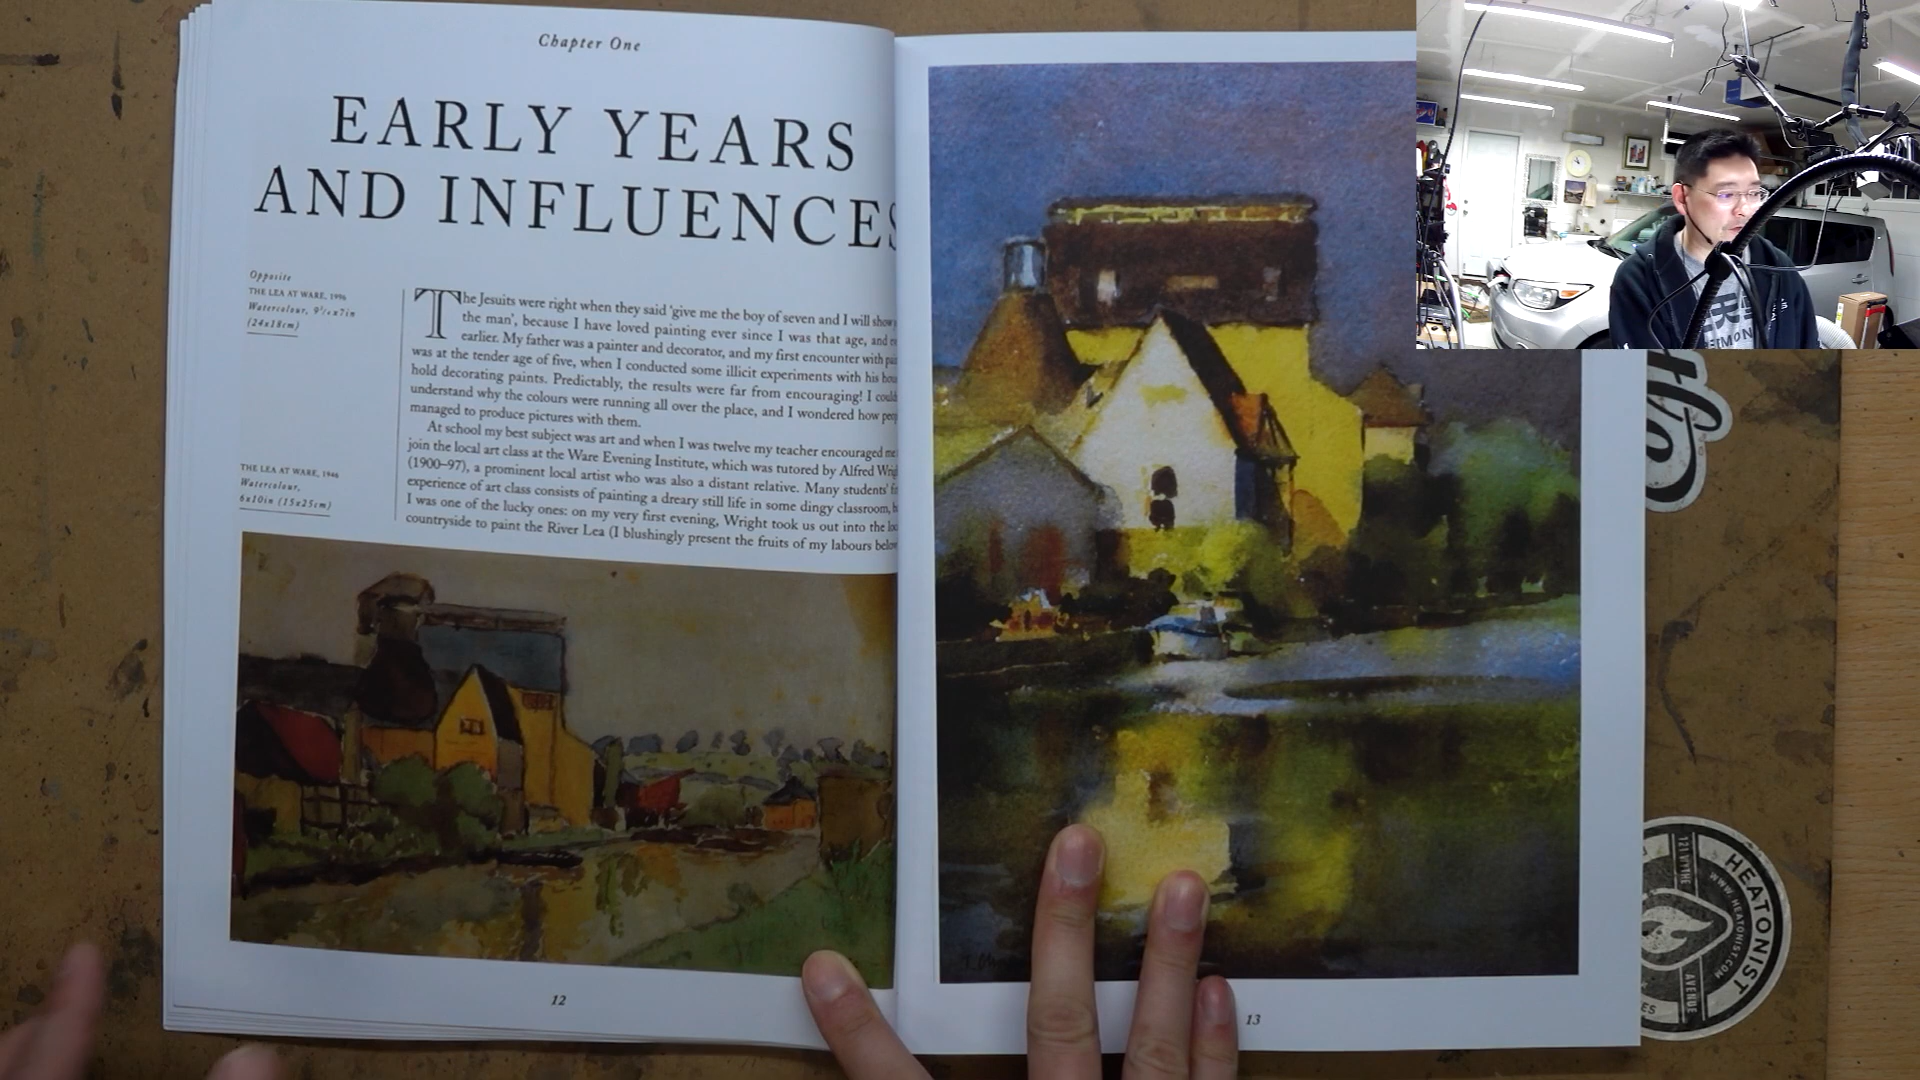 Chapter One
EARLY YEARS
AND INFLUENCES
Opposite
THE LEA AT WARE, 1996
Watercolour, 9½x7in
(24x18cm)
The Jesuits were right when they said 'give me the boy of seven and I will show
the man', because I have loved painting ever since I was that age, and
earlier. My father was a painter and decorator, and my first encounter with
was at the tender age of five, when I conducted some illicit experiments with his
hold decorating paints. Predictably, the results were far from encouraging! I
understand why the colours were running all over the place, and I wondered how
managed to produce pictures with them.
At school my best subject was art and when I was twelve my teacher encouraged me
join the local art class at the Ware Evening Institute, which was tutored by Alfred
(1900–97), a prominent local artist who was also a distant relative. Many students'
experience of art class consists of painting a dreary still life in some dingy classroom,
I was one of the lucky ones: on my very first evening, Wright took us out into the
countryside to paint the River Lea (I blushingly present the fruits of my labours
THE LEA AT WARE, 1946
Watercolour,
6x10in (15x25cm)
12
13
HEATONIST
WWW.HEATONIST.COM
121 WYTHE
AVENUE